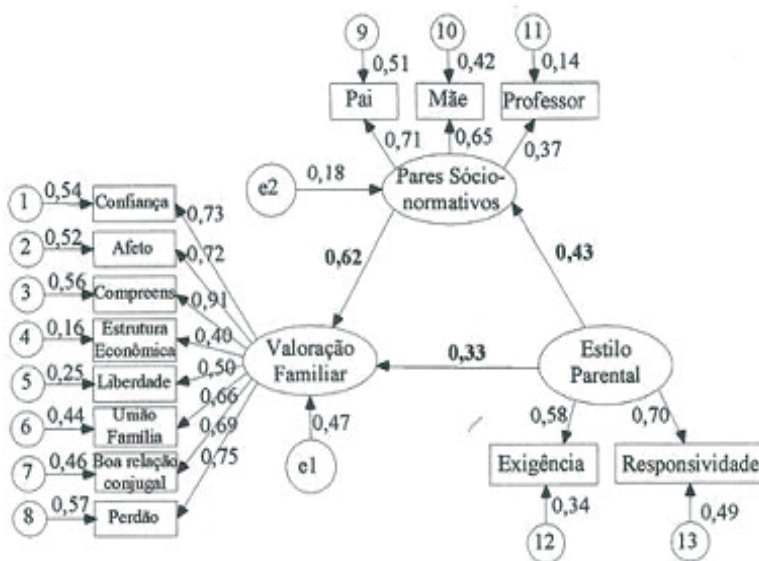 9
10
11
0,51
0,42
0,14
Pai
Mãe
Professor
0,71
0,65
0,37
e2
0,18
Pares Sócio-
normativos
1
0,54
Confiança
0,73
2
0,52
Afeto
0,72
3
0,56
Compreens
0,91
4
0,16
Estrutura
Econômica
0,40
5
0,25
Liberdade
0,50
6
0,44
União
Família
0,66
7
0,46
Boa relação
conjugal
0,69
8
0,57
Perdão
0,75
0,62
0,43
Valoração
Familiar
0,33
Estilo
Parental
0,47
e1
0,58
0,70
Exigência
Responsividade
0,34
0,49
12
13